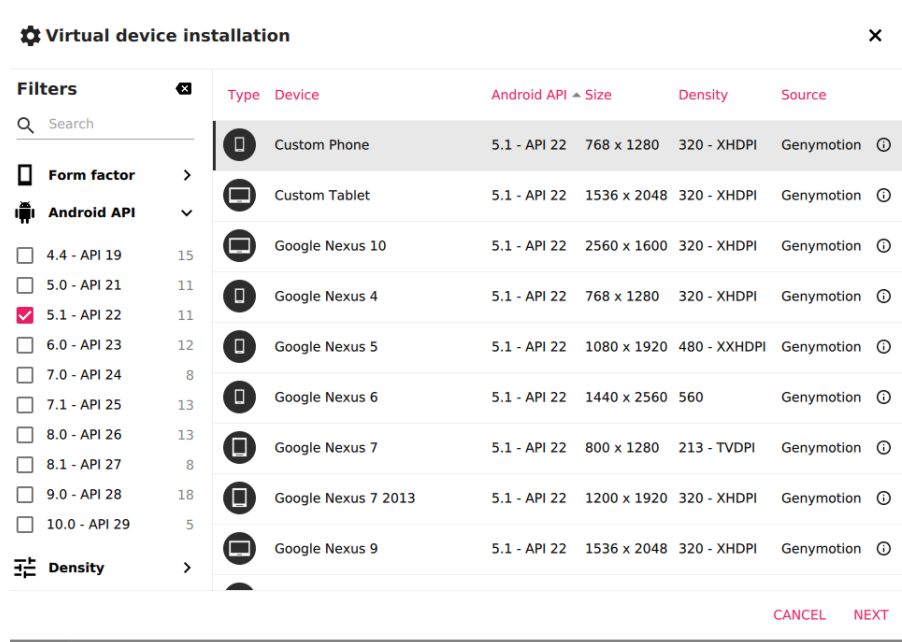 Virtual device installation
Filters
Search
Form factor
Android API
4.4 - API 19 15
5.0 - API 21 11
5.1 - API 22 11
6.0 - API 23 12
7.0 - API 24 8
7.1 - API 25 13
8.0 - API 26 13
8.1 - API 27 8
9.0 - API 28 18
10.0 - API 29 5
Density
Type Device Android API Size Density Source
Custom Phone 5.1 - API 22 768 x 1280 320 - XHDPI Genymotion
Custom Tablet 5.1 - API 22 1536 x 2048 320 - XHDPI Genymotion
Google Nexus 10 5.1 - API 22 2560 x 1600 320 - XHDPI Genymotion
Google Nexus 4 5.1 - API 22 768 x 1280 320 - XHDPI Genymotion
Google Nexus 5 5.1 - API 22 1080 x 1920 480 - XXHDPI Genymotion
Google Nexus 6 5.1 - API 22 1440 x 2560 560 Genymotion
Google Nexus 7 5.1 - API 22 800 x 1280 213 - TVDPI Genymotion
Google Nexus 7 2013 5.1 - API 22 1200 x 1920 320 - XHDPI Genymotion
Google Nexus 9 5.1 - API 22 1536 x 2048 320 - XHDPI Genymotion
CANCEL NEXT